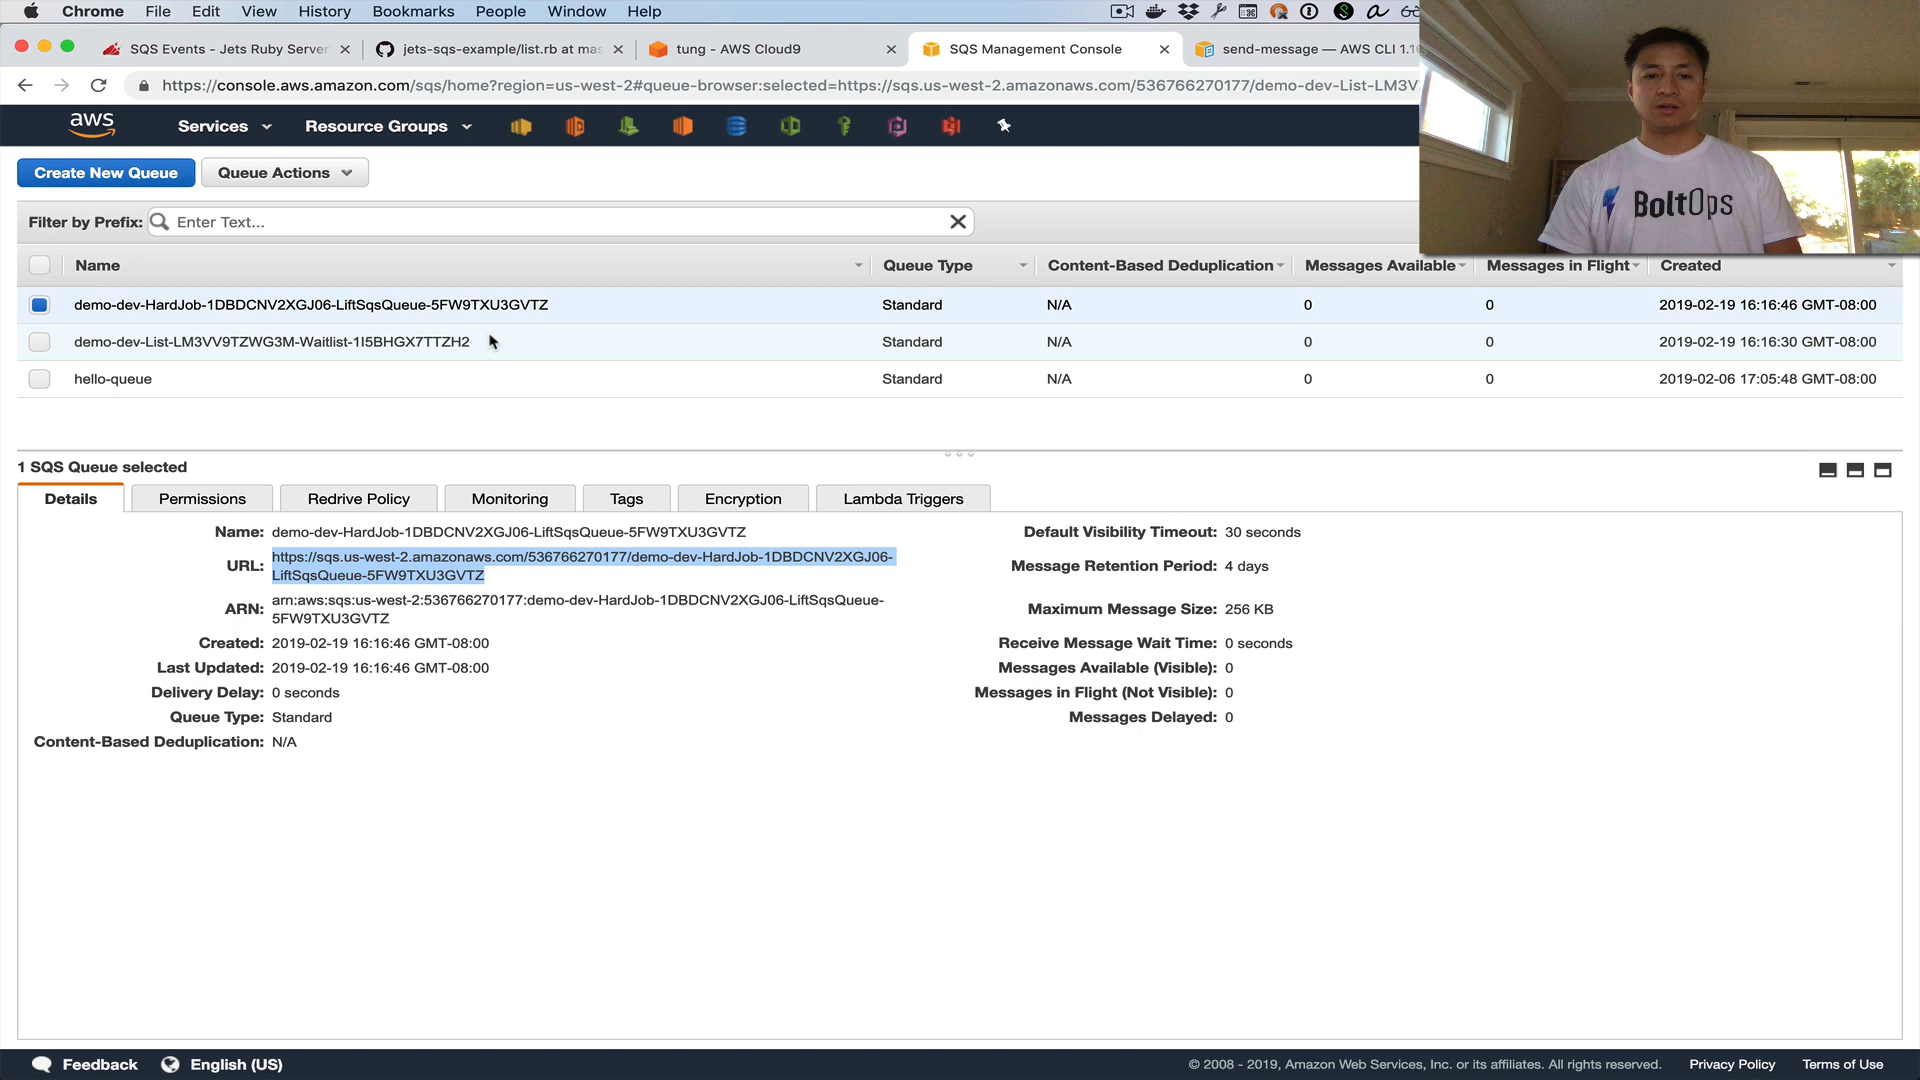 Chrome File Edit View History Bookmarks People Window Help
SQS Events - Jets Ruby Server
jets-sqs-example/list.rb at mas
tung - AWS Cloud9
SQS Management Console
send-message — AWS CLI 1.16
https://console.aws.amazon.com/sqs/home?region=us-west-2#queue-browser:selected=https://sqs.us-west-2.amazonaws.com/536766270177/demo-dev-List-LM3V
aws Services Resource Groups
BoltOps
Create New Queue Queue Actions
Filter by Prefix: Enter Text...
Name Queue Type Content-Based Deduplication Messages Available Messages in Flight Created
demo-dev-HardJob-1DBDCNV2XGJ06-LiftSqsQueue-5FW9TXU3GVTZ Standard N/A 0 0 2019-02-19 16:16:46 GMT-08:00
demo-dev-List-LM3VV9TZWG3M-Waitlist-1I5BHGX7TTZH2 Standard N/A 0 0 2019-02-19 16:16:30 GMT-08:00
hello-queue Standard N/A 0 0 2019-02-06 17:05:48 GMT-08:00
1 SQS Queue selected
Details Permissions Redrive Policy Monitoring Tags Encryption Lambda Triggers
Name: demo-dev-HardJob-1DBDCNV2XGJ06-LiftSqsQueue-5FW9TXU3GVTZ
URL: https://sqs.us-west-2.amazonaws.com/536766270177/demo-dev-HardJob-1DBDCNV2XGJ06-
LiftSqsQueue-5FW9TXU3GVTZ
ARN: arn:aws:sqs:us-west-2:536766270177:demo-dev-HardJob-1DBDCNV2XGJ06-LiftSqsQueue-
5FW9TXU3GVTZ
Created: 2019-02-19 16:16:46 GMT-08:00
Last Updated: 2019-02-19 16:16:46 GMT-08:00
Delivery Delay: 0 seconds
Queue Type: Standard
Content-Based Deduplication: N/A
Default Visibility Timeout: 30 seconds
Message Retention Period: 4 days
Maximum Message Size: 256 KB
Receive Message Wait Time: 0 seconds
Messages Available (Visible): 0
Messages in Flight (Not Visible): 0
Messages Delayed: 0
Feedback English (US) © 2008 - 2019, Amazon Web Services, Inc. or its affiliates. All rights reserved. Privacy Policy Terms of Use